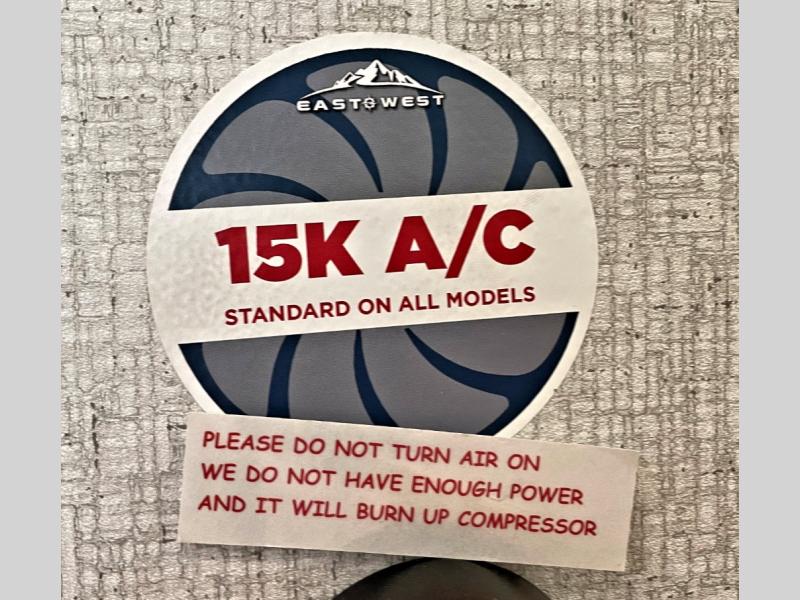 EAST WEST
15K A/C
STANDARD ON ALL MODELS
PLEASE DO NOT TURN AIR ON
WE DO NOT HAVE ENOUGH POWER
AND IT WILL BURN UP COMPRESSOR